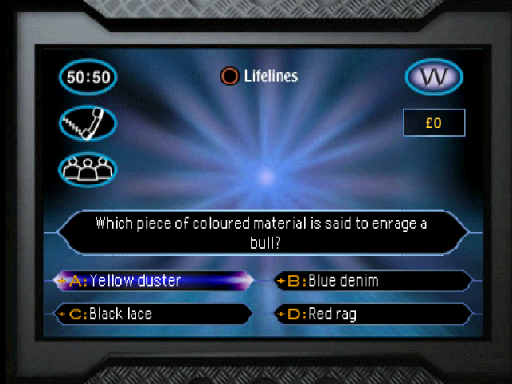 50:50
Lifelines
W
£0
Which piece of coloured material is said to enrage a
bull?
A: Yellow duster
B: Blue denim
C: Black lace
D: Red rag